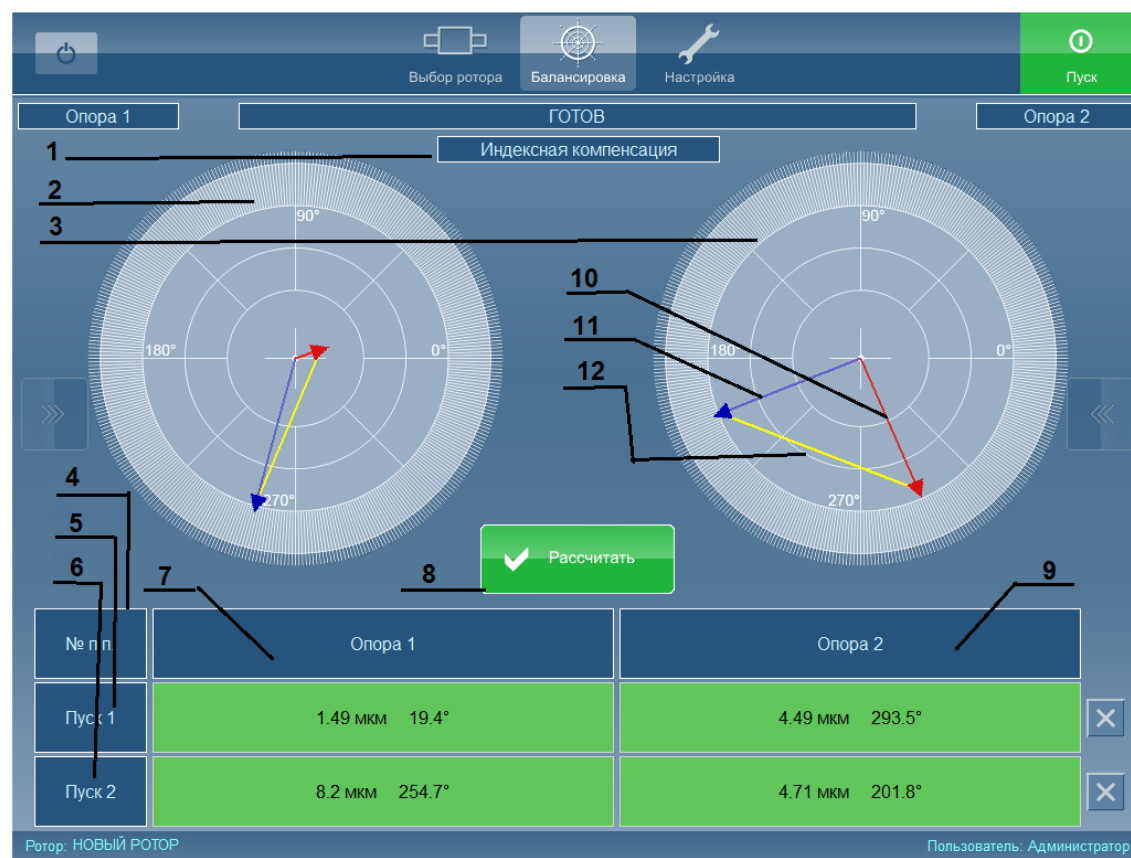 Выбор ротора
Балансировка
Настройка
Пуск
Опора 1
ГОТОВ
Опора 2
1
Индексная компенсация
2
3
90°
90°
10
11
12
180°
0°
180°
0°
270°
270°
4
5
6
7
8
9
Рассчитать
№ п.п.
Опора 1
Опора 2
Пуск 1
1.49 мкм 19.4°
4.49 мкм 293.5°
Пуск 2
8.2 мкм 254.7°
4.71 мкм 201.8°
Ротор: НОВЫЙ РОТОР
Пользователь: Администратор